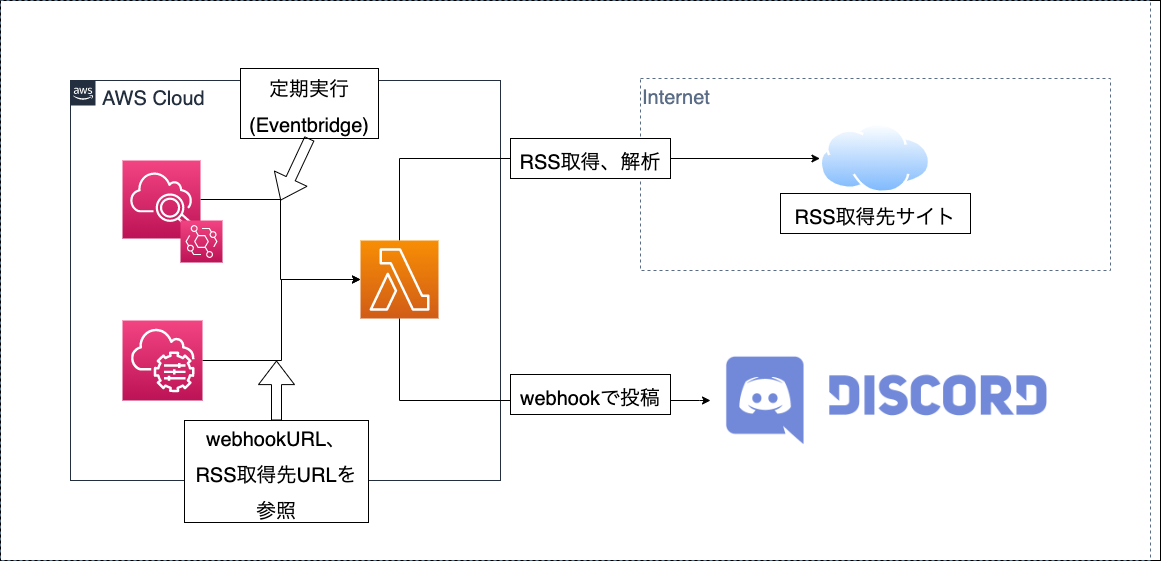 aws
AWS Cloud
定期実行
(Eventbridge)
Internet
RSS取得、解析
RSS取得先サイト
webhookで投稿
DISCORD
webhookURL、
RSS取得先URLを
参照